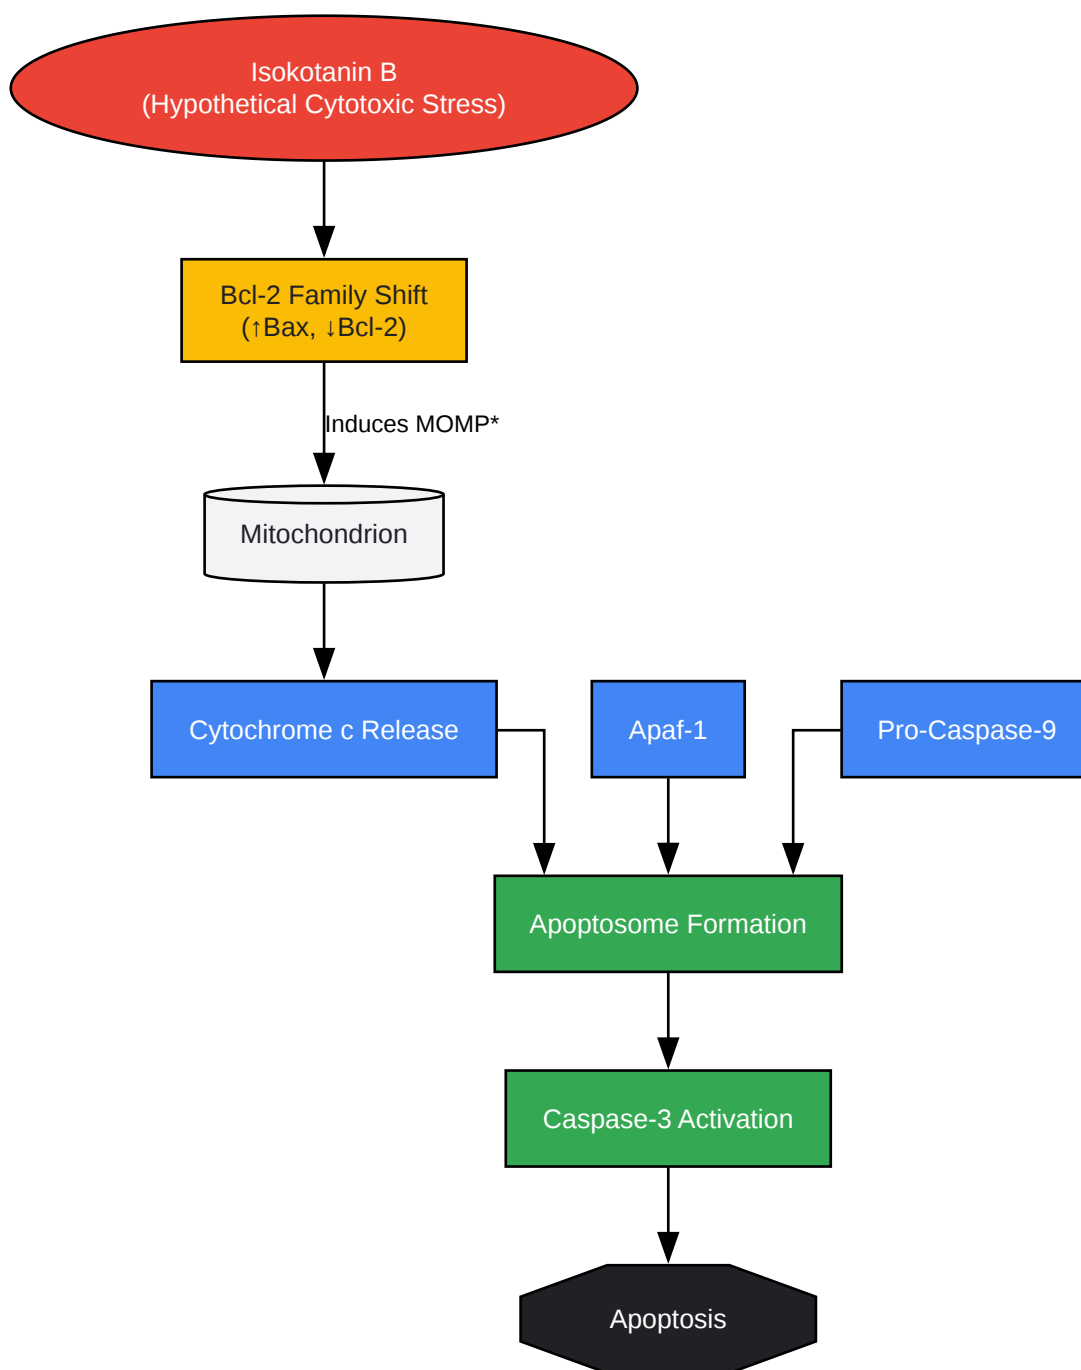 Isokotanin B
(Hypothetical Cytotoxic Stress)
Bcl-2 Family Shift
(↑Bax, ↓Bcl-2)
Induces MOMP*
Mitochondrion
Cytochrome c Release
Apaf-1
Pro-Caspase-9
Apoptosome Formation
Caspase-3 Activation
Apoptosis